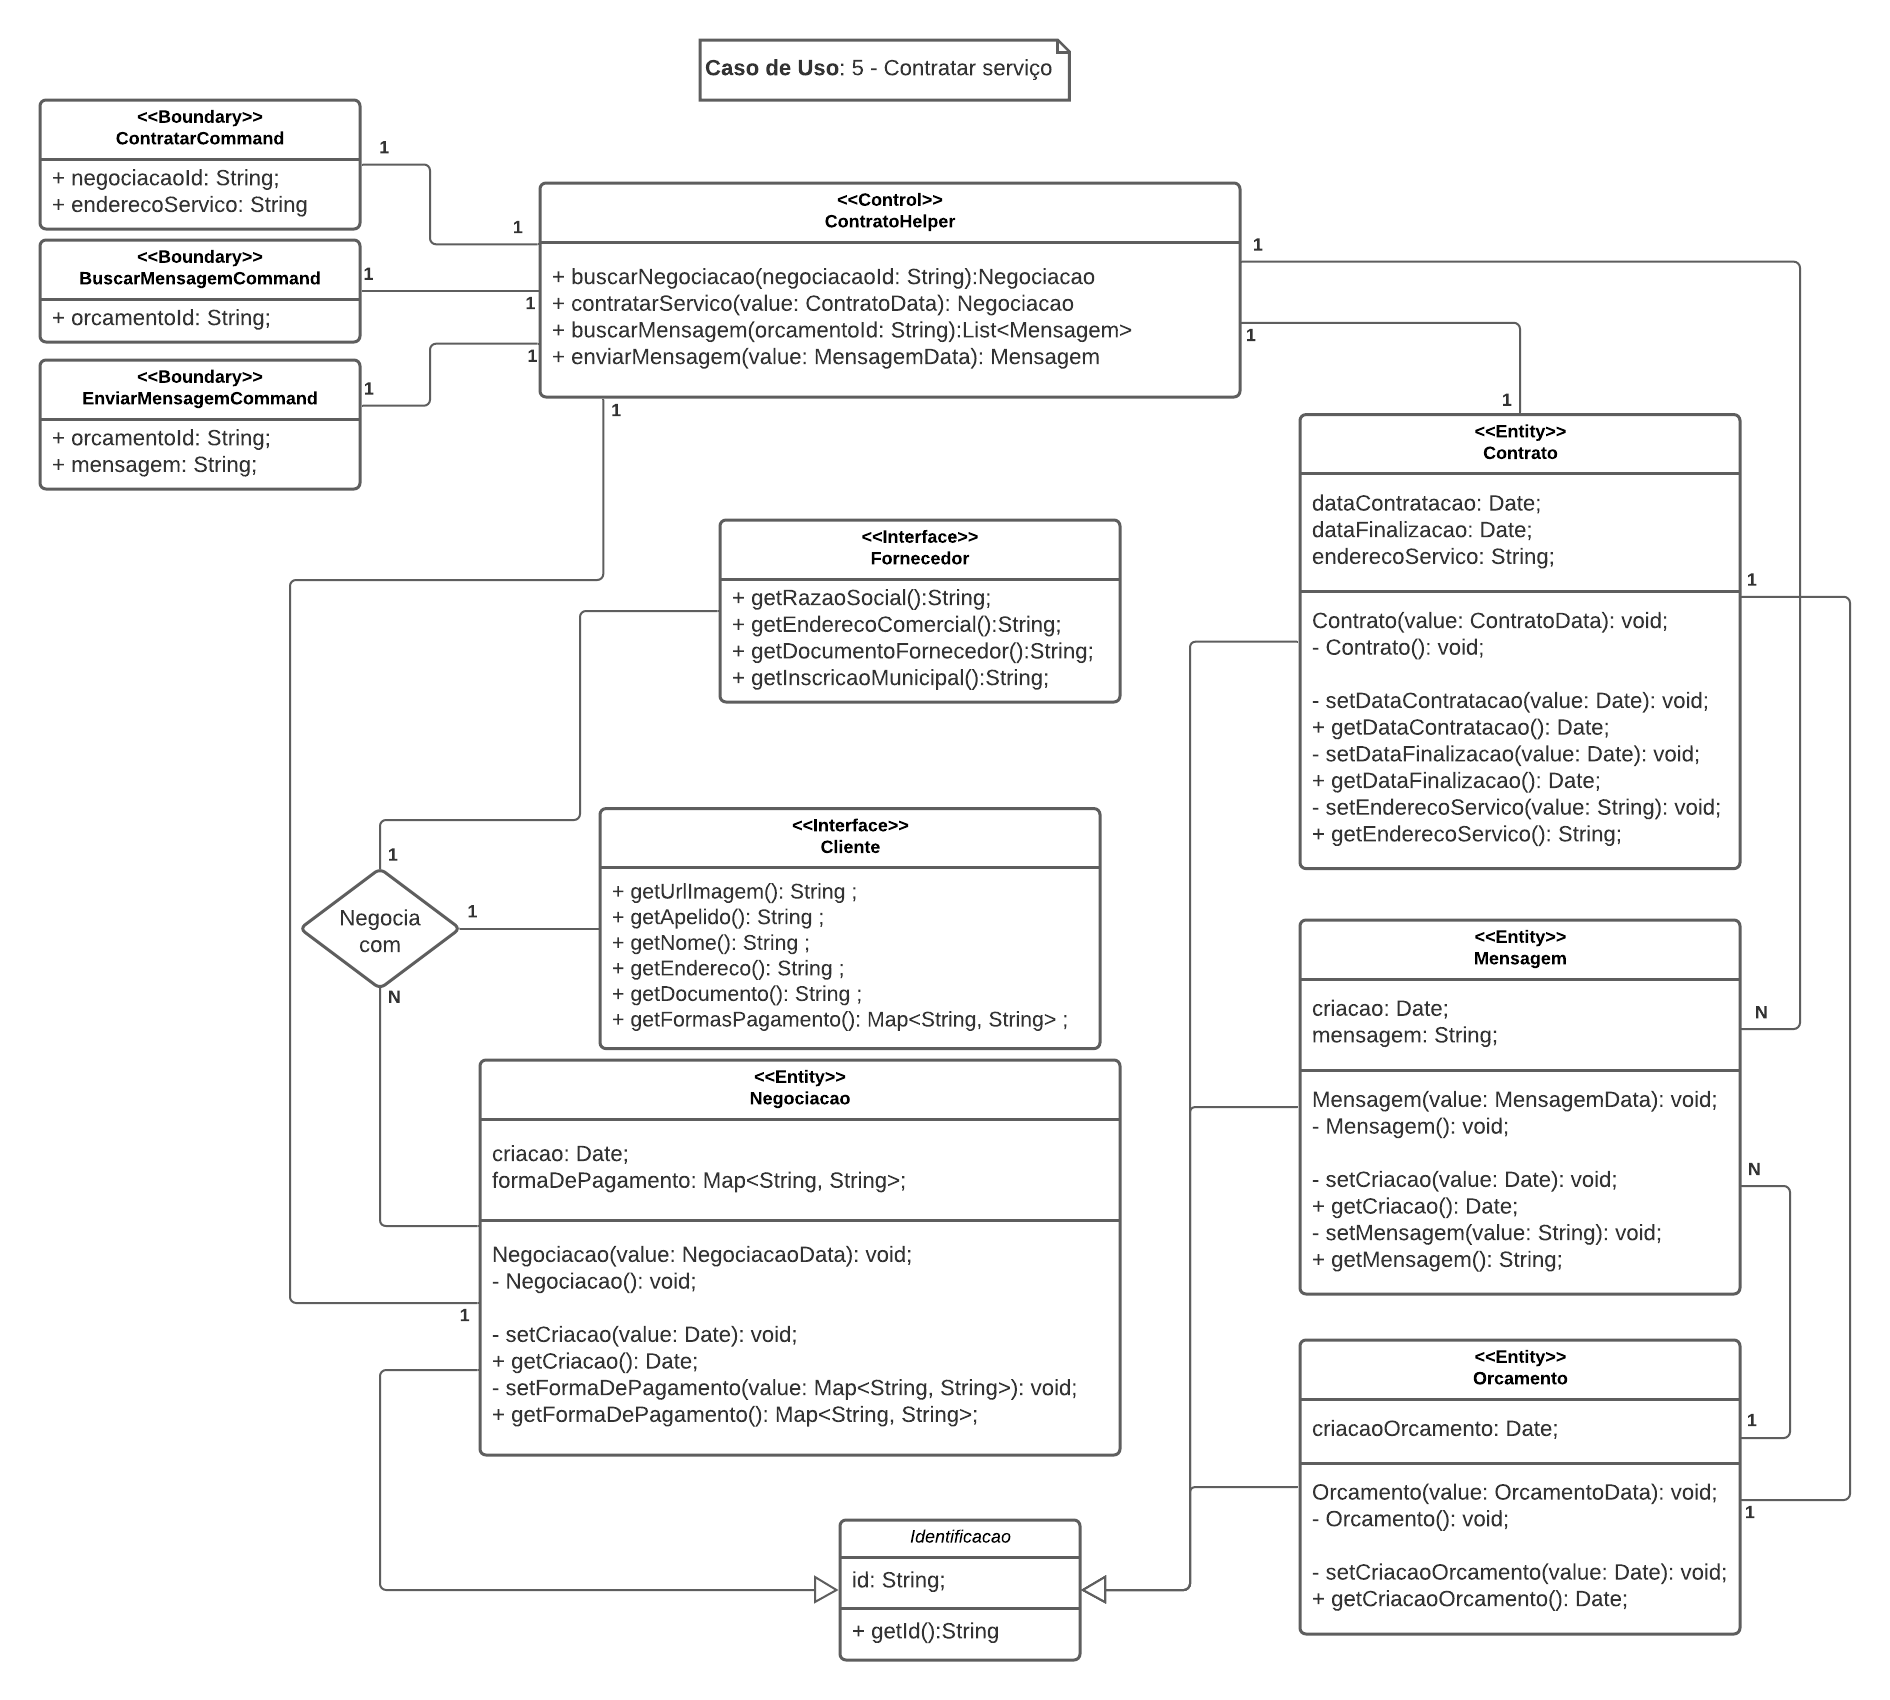 Caso de Uso: 5 - Contratar serviço
<<Boundary>>
ContratarCommand
+ negociacaoId: String;
+ enderecoServico: String
1
1
<<Boundary>>
BuscarMensagemCommand
+ orcamentoId: String;
1
1
<<Boundary>>
EnviarMensagemCommand
+ orcamentoId: String;
+ mensagem: String;
1
1
<<Control>>
ContratoHelper
+ buscarNegociacao(negociacaoId: String):Negociacao
+ contratarServico(value: ContratoData): Negociacao
+ buscarMensagem(orcamentoId: String):List<Mensagem>
+ enviarMensagem(value: MensagemData): Mensagem
1
1
1
1
<<Entity>>
Contrato
dataContratacao: Date;
dataFinalizacao: Date;
enderecoServico: String;
Contrato(value: ContratoData): void;
- Contrato(): void;
- setDataContratacao(value: Date): void;
+ getDataContratacao(): Date;
- setDataFinalizacao(value: Date): void;
+ getDataFinalizacao(): Date;
- setEnderecoServico(value: String): void;
+ getEnderecoServico(): String;
1
<<Interface>>
Fornecedor
+ getRazaoSocial():String;
+ getEnderecoComercial():String;
+ getDocumentoFornecedor():String;
+ getInscricaoMunicipal():String;
<<Interface>>
Cliente
+ getUrlImagem(): String ;
+ getApelido(): String ;
+ getNome(): String ;
+ getEndereco(): String ;
+ getDocumento(): String ;
+ getFormasPagamento(): Map<String, String> ;
1
Negocia
com
1
N
<<Entity>>
Negociacao
criacao: Date;
formaDePagamento: Map<String, String>;
Negociacao(value: NegociacaoData): void;
- Negociacao(): void;
- setCriacao(value: Date): void;
+ getCriacao(): Date;
- setFormaDePagamento(value: Map<String, String>): void;
+ getFormaDePagamento(): Map<String, String>;
1
<<Entity>>
Mensagem
criacao: Date;
mensagem: String;
Mensagem(value: MensagemData): void;
- Mensagem(): void;
- setCriacao(value: Date): void;
+ getCriacao(): Date;
- setMensagem(value: String): void;
+ getMensagem(): String;
N
N
<<Entity>>
Orcamento
criacaoOrcamento: Date;
Orcamento(value: OrcamentoData): void;
- Orcamento(): void;
- setCriacaoOrcamento(value: Date): void;
+ getCriacaoOrcamento(): Date;
1
1
Identificacao
id: String;
+ getId():String